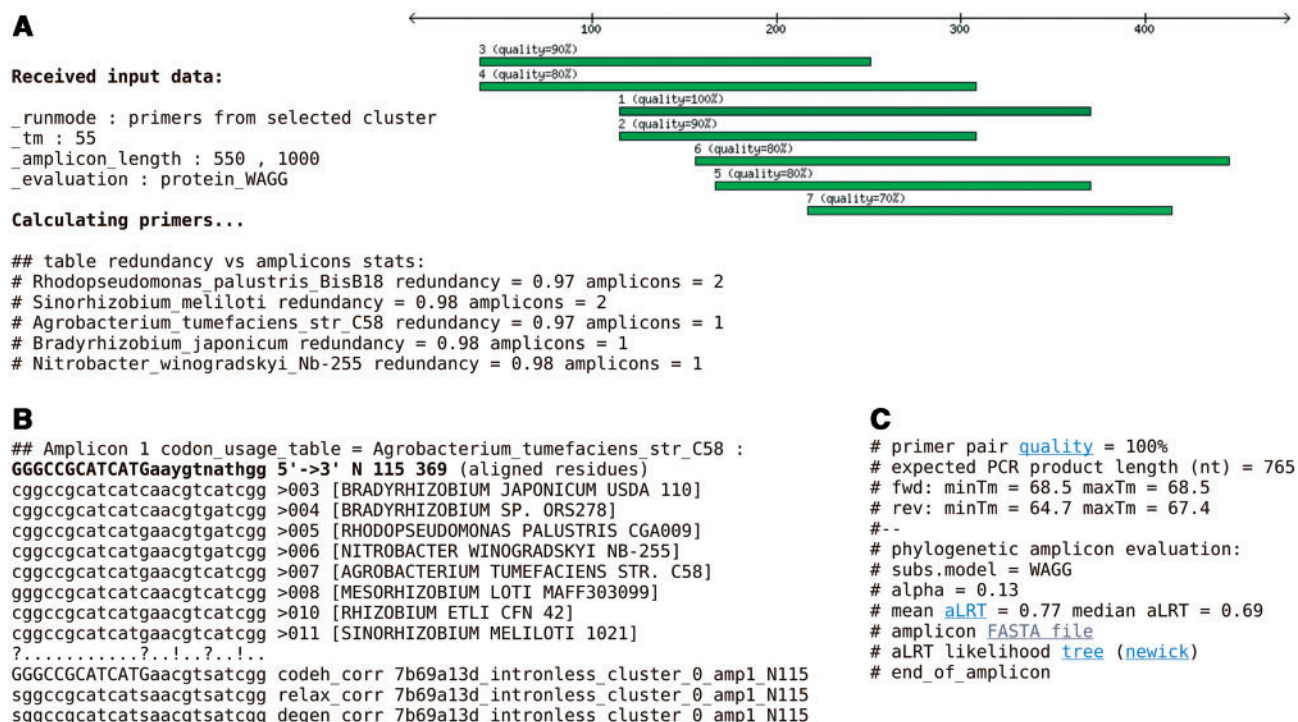 A
100 200 300 400
3 (quality=90%)
4 (quality=80%)
1 (quality=100%)
2 (quality=90%)
6 (quality=80%)
5 (quality=80%)
7 (quality=70%)
Received input data:
_runmode : primers from selected cluster
_tm : 55
_amplicon_length : 550 , 1000
_evaluation : protein_WAGG
Calculating primers...
## table redundancy vs amplicons stats:
# Rhodopseudomonas_palustris_BisB18 redundancy = 0.97 amplicons = 2
# Sinorhizobium_meliloti redundancy = 0.98 amplicons = 2
# Agrobacterium_tumefaciens_str_C58 redundancy = 0.97 amplicons = 1
# Bradyrhizobium_japonicum redundancy = 0.98 amplicons = 1
# Nitrobacter_winogradskyi_Nb-255 redundancy = 0.98 amplicons = 1
B
## Amplicon 1 codon_usage_table = Agrobacterium_tumefaciens_str_C58 :
GGGCCGCATCATGaaygtnathgg 5'->3' N 115 369 (aligned residues)
cggccgcatcatcaacgtcatcgg >003 [BRADYRHIZOBIUM JAPONICUM USDA 110]
cggccgcatcatcaacgtgatcgg >004 [BRADYRHIZOBIUM SP. ORS278]
cggccgcatcatgaacgtgatcgg >005 [RHODOPSEUDOMONAS PALUSTRIS CGA009]
cggccgcatcatgaacgtgatcgg >006 [NITROBACTER WINOGRADSKYI NB-255]
cggccgcatcatgaacgtcatcgg >007 [AGROBACTERIUM TUMEFACIENS STR. C58]
gggccgcatcatgaacgtcatcgg >008 [MESORHIZOBIUM LOTI MAFF303099]
cggccgcatcatgaacgtcatcgg >010 [RHIZOBIUM ETLI CFN 42]
cggccgcatcatgaacgtcatcgg >011 [SINORHIZOBIUM MELILOTI 1021]
?...........?..!..?..!..
GGGCCGCATCATGaacgtsatcgg codeh_corr 7b69a13d_intronless_cluster_0_amp1_N115
sggccgcatcatsaacgtsatcgg relax_corr 7b69a13d_intronless_cluster_0_amp1_N115
sggccgcatcatsaacgtsatcgg degen_corr 7b69a13d_intronless_cluster_0_amp1_N115
C
# primer pair quality = 100%
# expected PCR product length (nt) = 765
# fwd: minTm = 68.5 maxTm = 68.5
# rev: minTm = 64.7 maxTm = 67.4
#--
# phylogenetic amplicon evaluation:
# subs.model = WAGG
# alpha = 0.13
# mean aLRT = 0.77 median aLRT = 0.69
# amplicon FASTA file
# aLRT likelihood tree (newick)
# end_of_amplicon